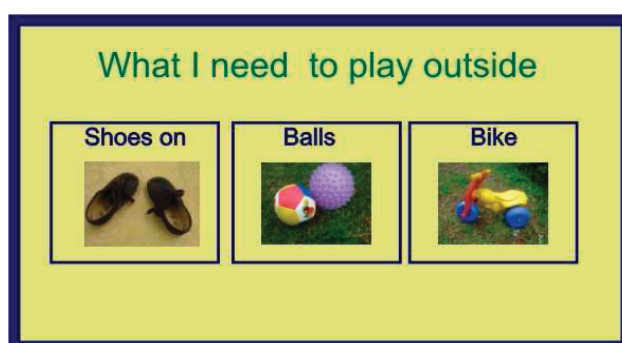 What I need to play outside
Shoes on
Balls
Bike